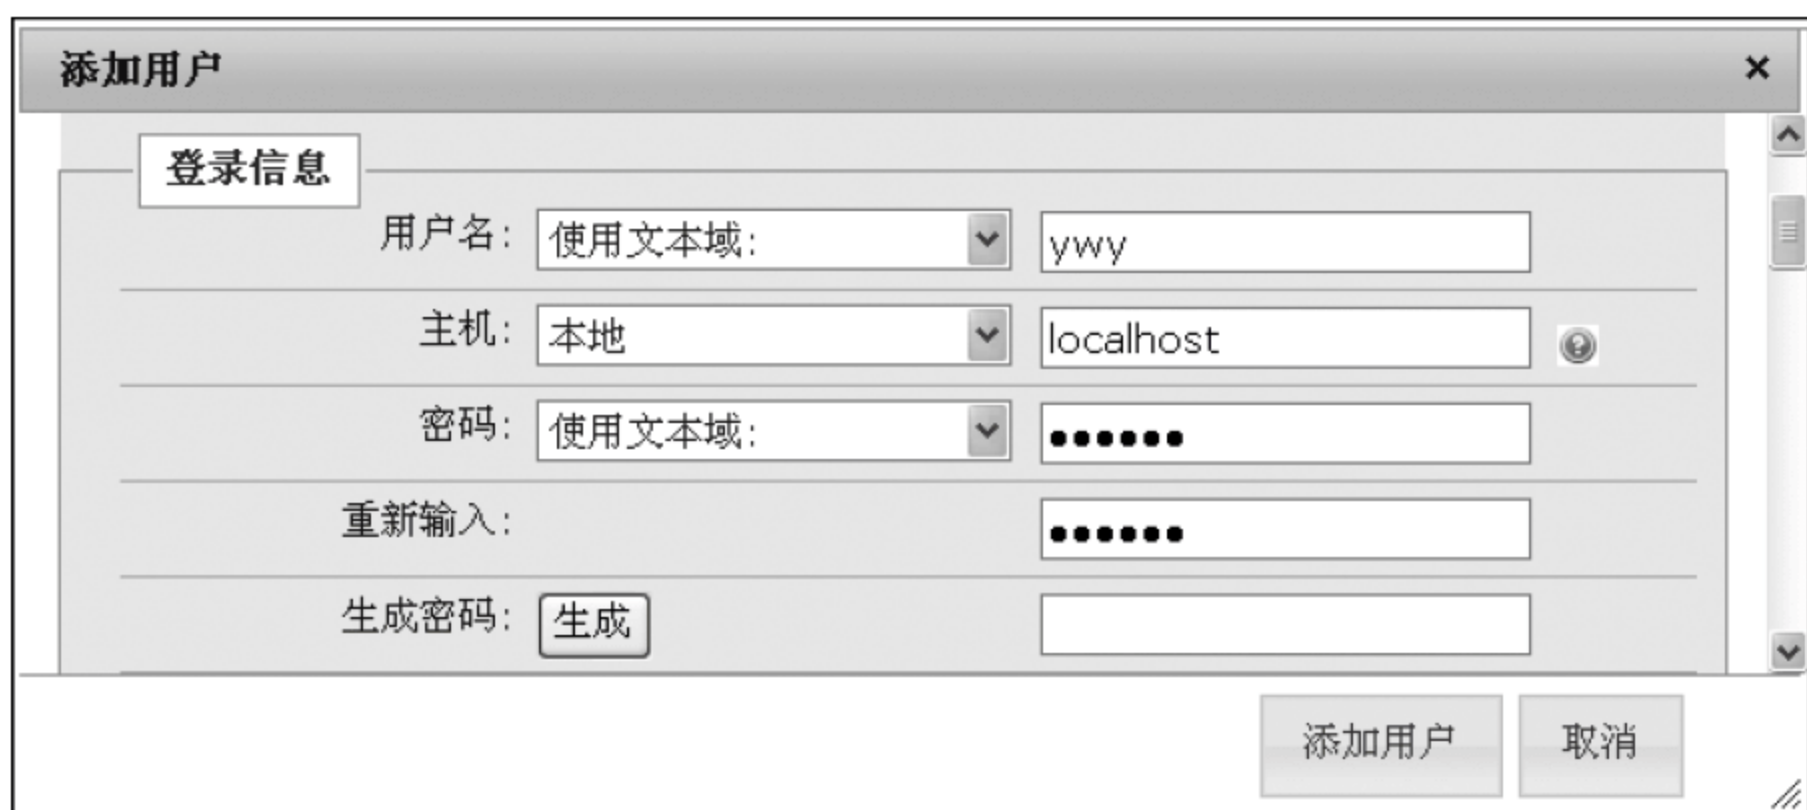 添加用户 ×
登录信息
用户名: 使用文本域: ywy
主机: 本地 localhost ?
密码: 使用文本域: ●●●●●●
重新输入: ●●●●●●
生成密码: 生成
添加用户 取消